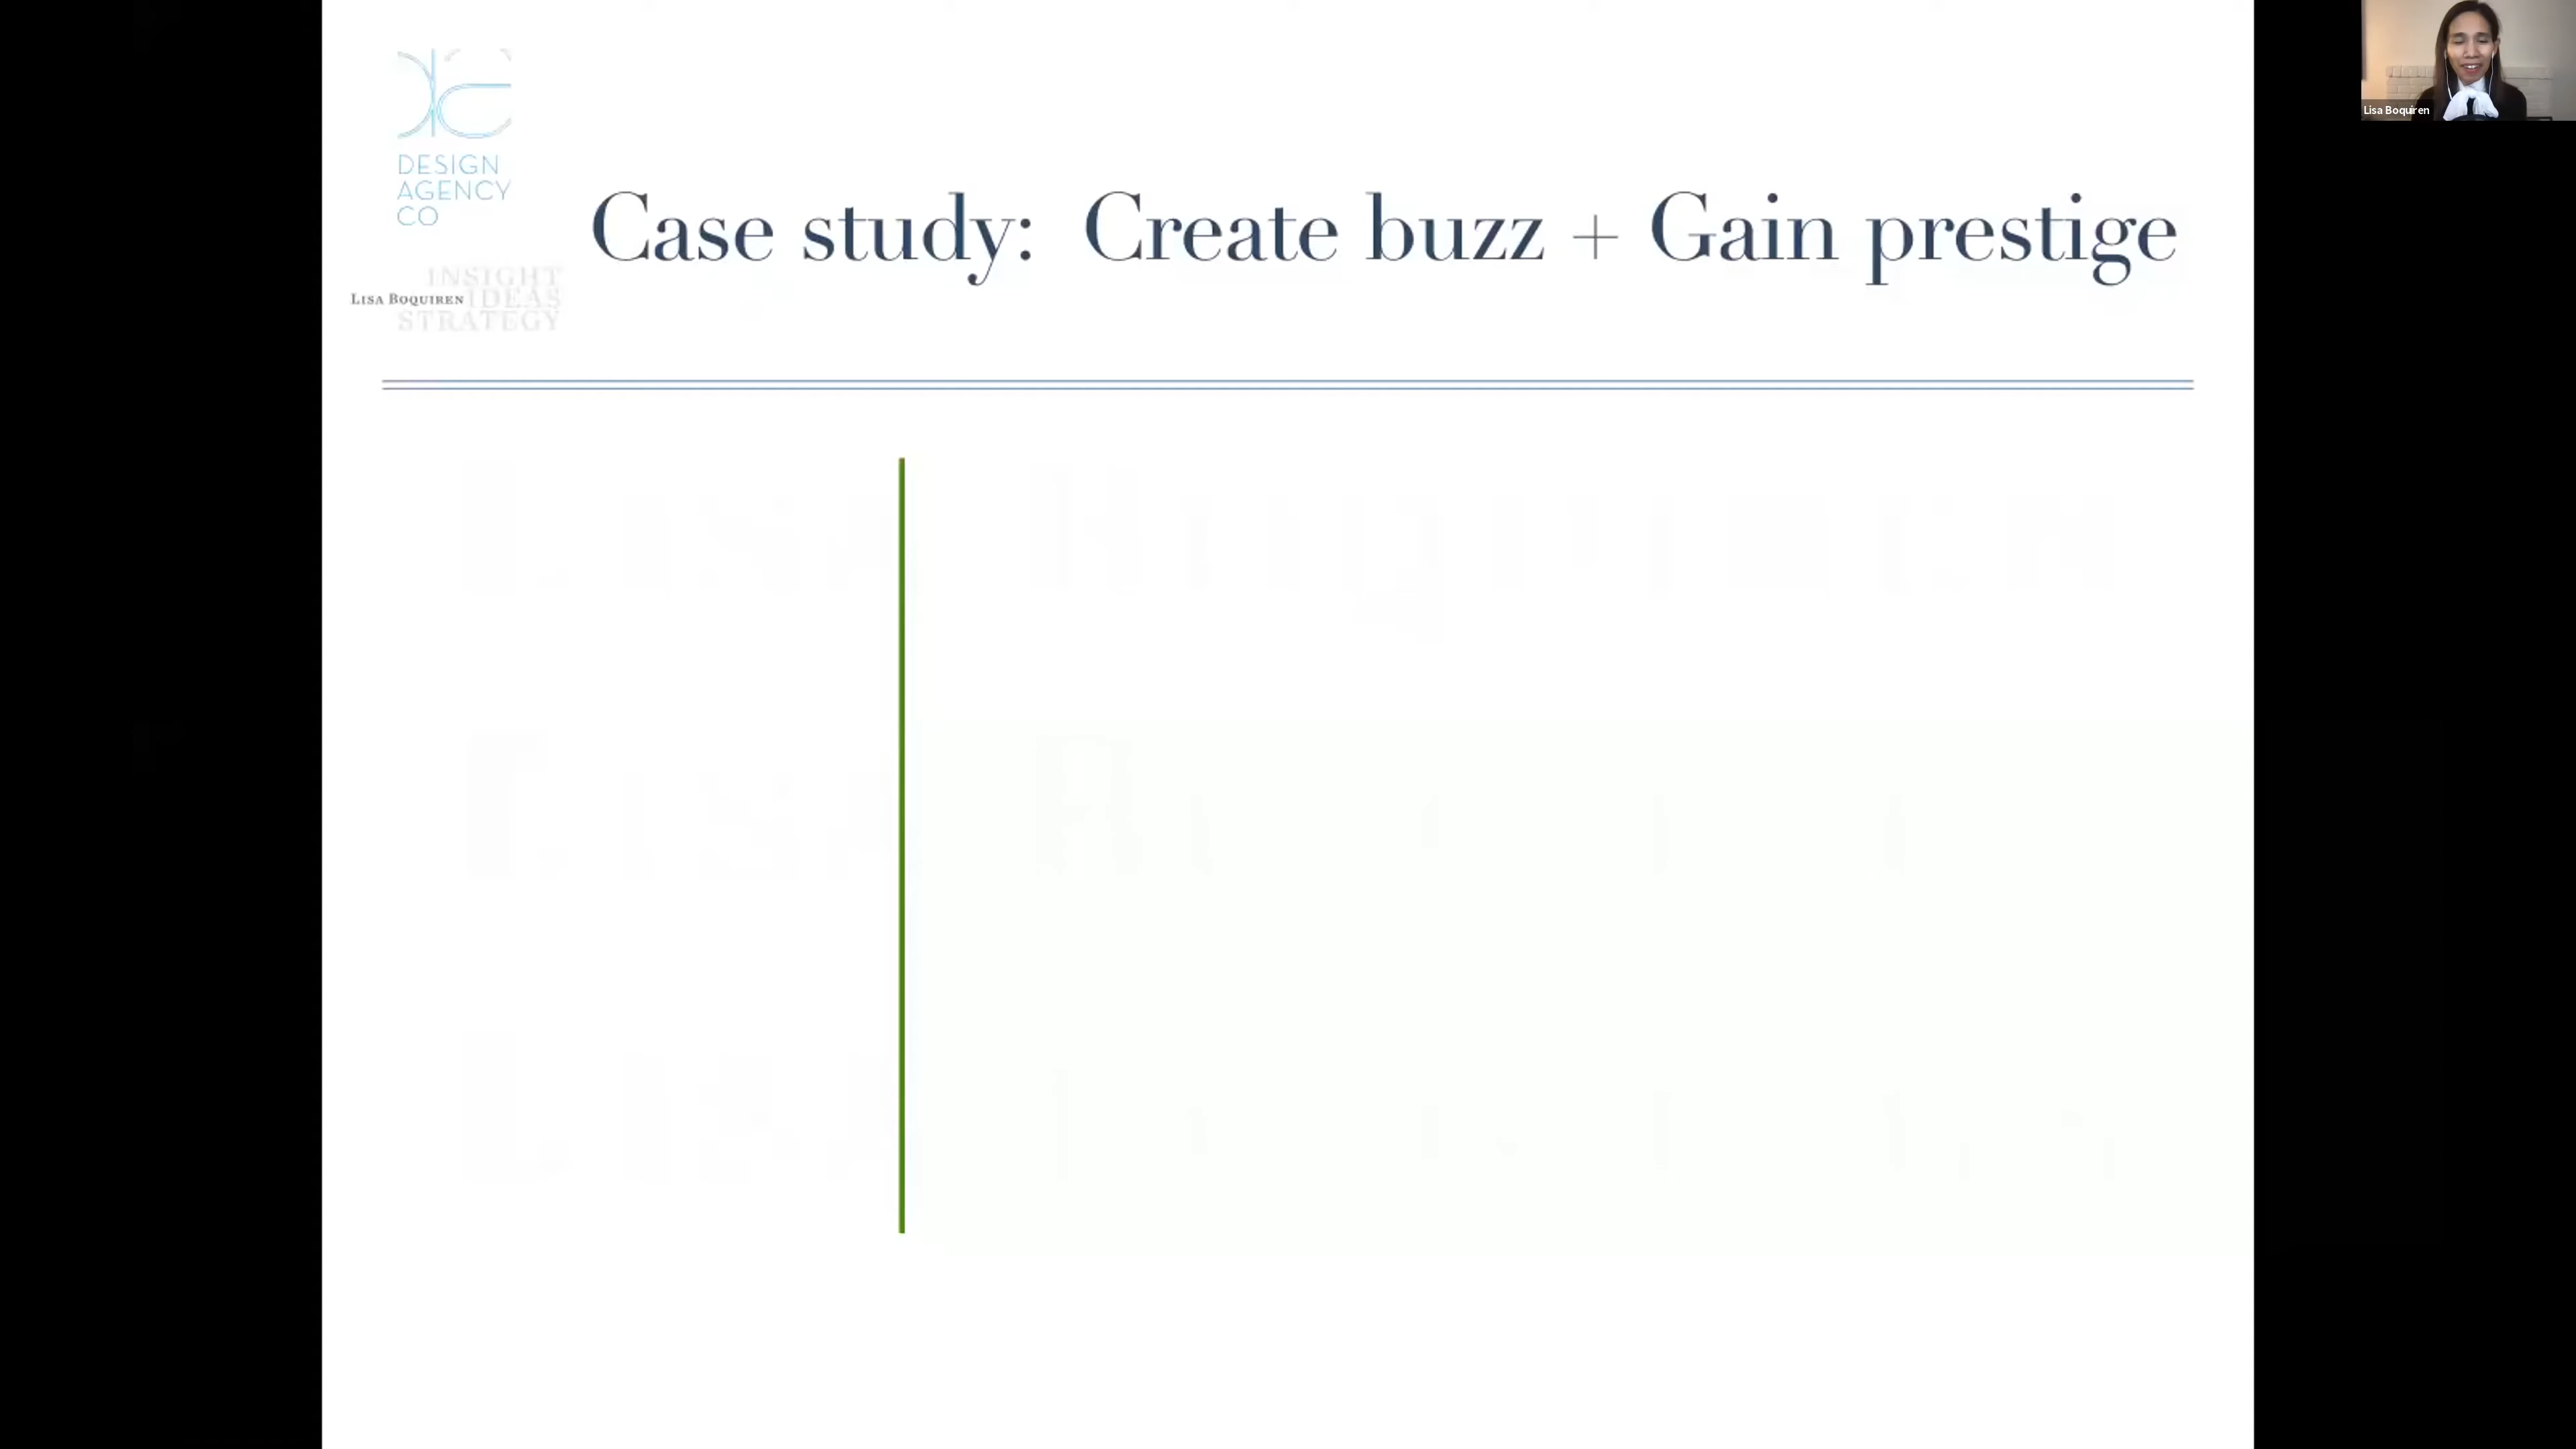 DESIGN
AGENCY
CO
Case study: Create buzz + Gain prestige
INSIGHT
LISA BOQUIREN IDEAS
STRATEGY
Lisa Boquiren